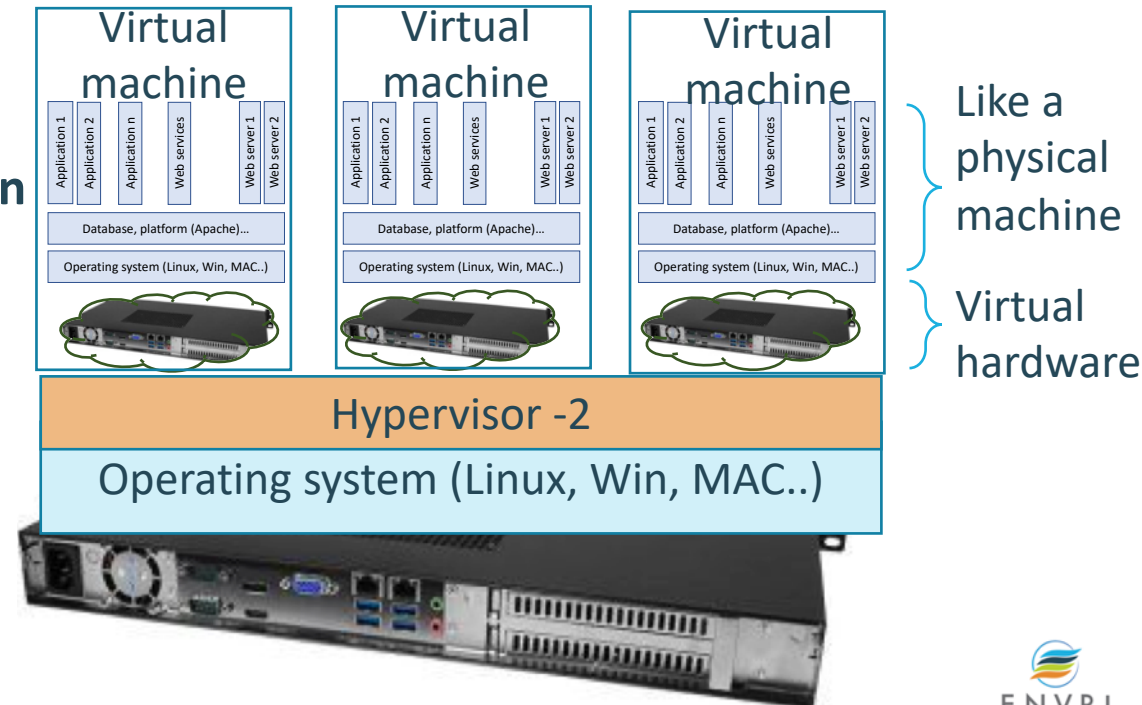 Virtual
machine
Application 1
Application 2
Application n
Web services
Web server 1
Web server 2
Database, platform (Apache)...
Operating system (Linux, Win, MAC..)
Virtual
machine
Application 1
Application 2
Application n
Web services
Web server 1
Web server 2
Database, platform (Apache)...
Operating system (Linux, Win, MAC..)
Virtual
machine
Application 1
Application 2
Application n
Web services
Web server 1
Web server 2
Database, platform (Apache)...
Operating system (Linux, Win, MAC..)
n
Like a
physical
machine
Virtual
hardware
Hypervisor -2
Operating system (Linux, Win, MAC..)